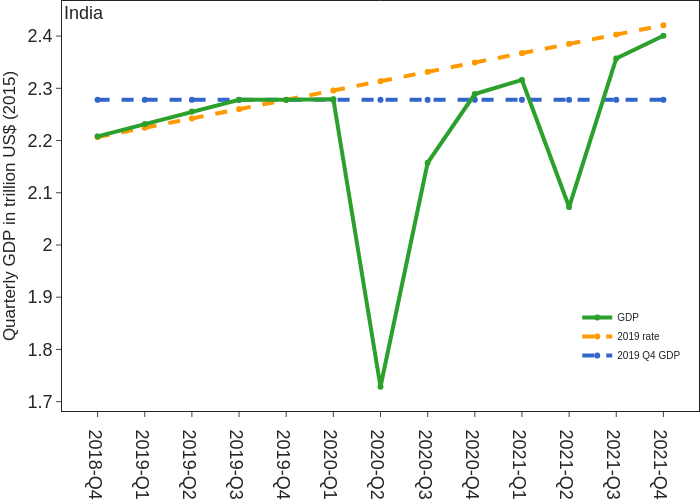 India
Quarterly GDP in trillion US$ (2015)
2.4
2.3
2.2
2.1
2
1.9
1.8
1.7
GDP
2019 rate
2019 Q4 GDP
2018-Q4
2019-Q1
2019-Q2
2019-Q3
2019-Q4
2020-Q1
2020-Q2
2020-Q3
2020-Q4
2021-Q1
2021-Q2
2021-Q3
2021-Q4